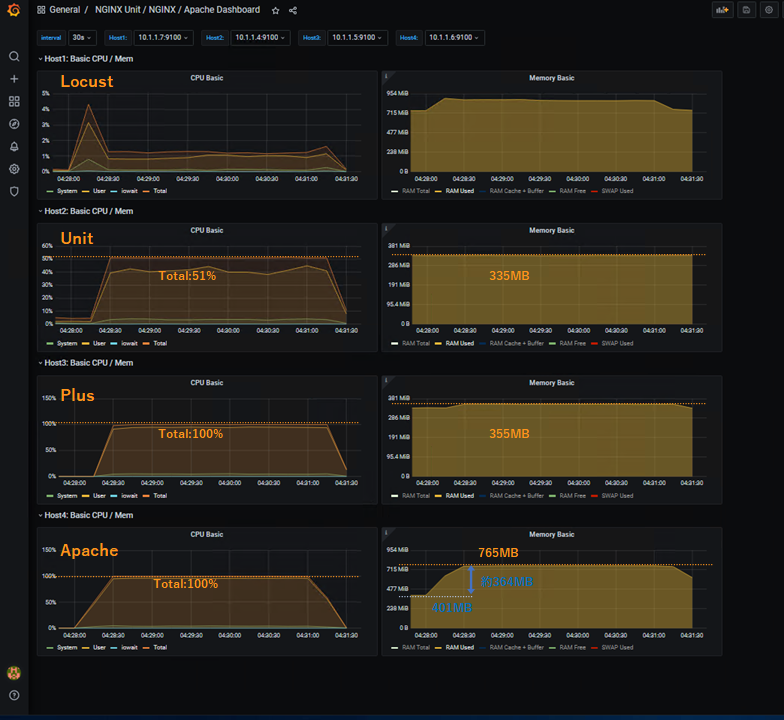 General / NGINX Unit / NGINX / Apache Dashboard
interval 30s Host1: 10.1.1.7:9100 Host2: 10.1.1.4:9100 Host3: 10.1.1.5:9100 Host4: 10.1.1.6:9100
Host1: Basic CPU / Mem
CPU Basic
Locust
5%
4%
3%
2%
1%
0%
04:28:00 04:28:30 04:29:00 04:29:30 04:30:00 04:30:30 04:31:00 04:31:30
System User iowait Total
Memory Basic
954 MiB
715 MiB
477 MiB
238 MiB
0 B
04:28:00 04:28:30 04:29:00 04:29:30 04:30:00 04:30:30 04:31:00 04:31:30
RAM Total RAM Used RAM Cache + Buffer RAM Free SWAP Used
Host2: Basic CPU / Mem
CPU Basic
Unit
60%
50%
40%
30%
20%
10%
0%
Total:51%
04:28:00 04:28:30 04:29:00 04:29:30 04:30:00 04:30:30 04:31:00 04:31:30
System User iowait Total
Memory Basic
381 MiB
286 MiB
191 MiB
95.4 MiB
0 B
335MB
04:28:00 04:28:30 04:29:00 04:29:30 04:30:00 04:30:30 04:31:00 04:31:30
RAM Total RAM Used RAM Cache + Buffer RAM Free SWAP Used
Host3: Basic CPU / Mem
CPU Basic
Plus
150%
100%
50%
0%
Total:100%
04:28:00 04:28:30 04:29:00 04:29:30 04:30:00 04:30:30 04:31:00 04:31:30
System User iowait Total
Memory Basic
381 MiB
286 MiB
191 MiB
95.4 MiB
0 B
355MB
04:28:00 04:28:30 04:29:00 04:29:30 04:30:00 04:30:30 04:31:00 04:31:30
RAM Total RAM Used RAM Cache + Buffer RAM Free SWAP Used
Host4: Basic CPU / Mem
CPU Basic
Apache
150%
100%
50%
0%
Total:100%
04:28:00 04:28:30 04:29:00 04:29:30 04:30:00 04:30:30 04:31:00 04:31:30
System User iowait Total
Memory Basic
765MB
954 MiB
715 MiB
477 MiB
238 MiB
0 B
約364MB
401MB
04:28:00 04:28:30 04:29:00 04:29:30 04:30:00 04:30:30 04:31:00 04:31:30
RAM Total RAM Used RAM Cache + Buffer RAM Free SWAP Used